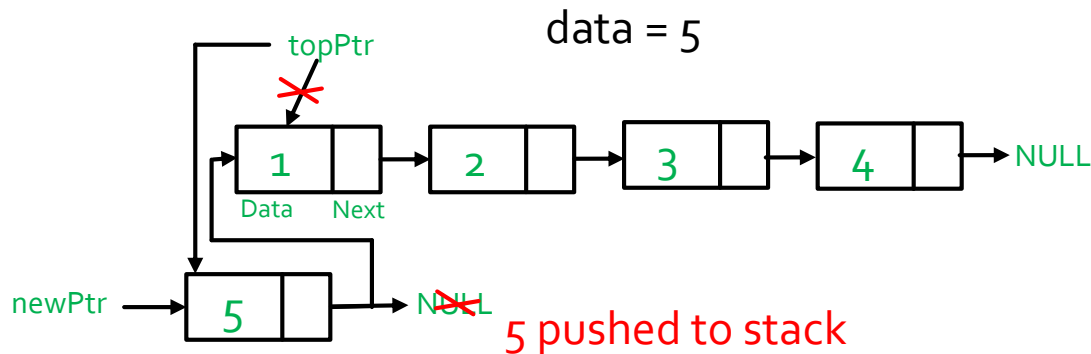 data = 5
topPtr
1
2
3
4
NULL
Data
Next
newPtr
5
NULL
5 pushed to stack